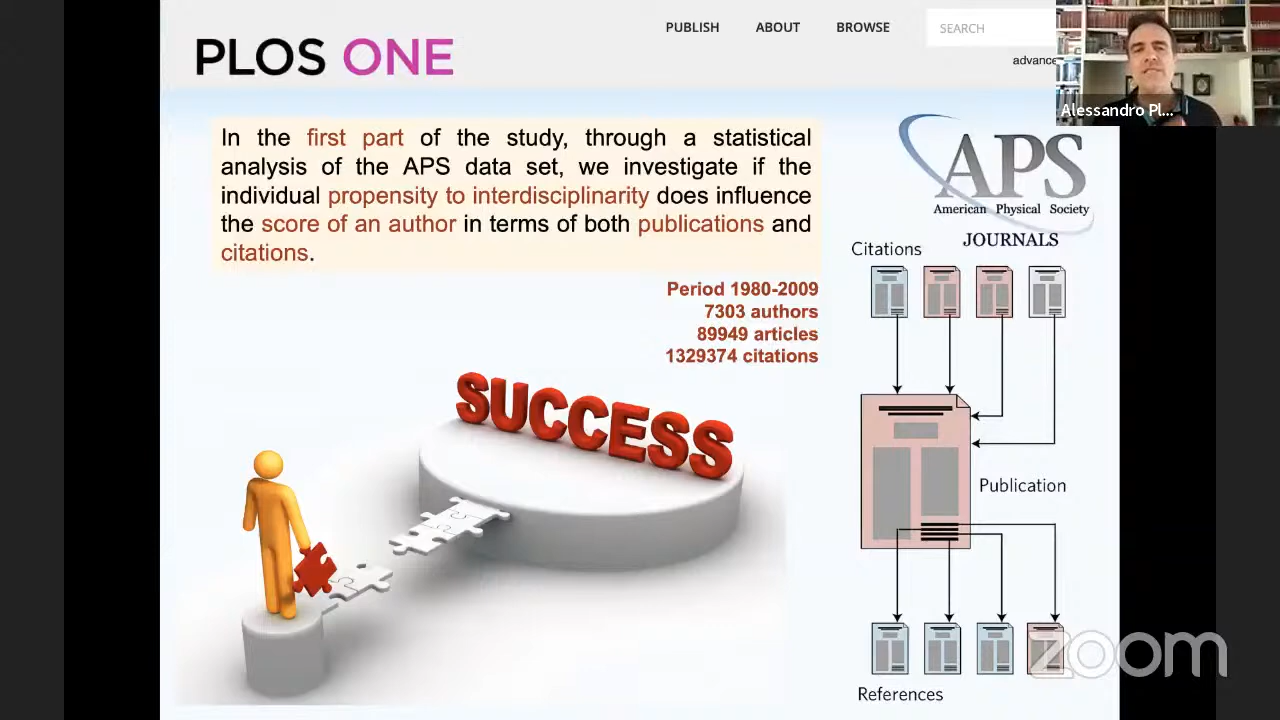 PUBLISH ABOUT BROWSE
SEARCH
PLOS ONE
advance
Alessandro Pl...
In the first part of the study, through a statistical
analysis of the APS data set, we investigate if the
individual propensity to interdisciplinarity does influence
the score of an author in terms of both publications and
citations.
APS
American Physical Society
JOURNALS
Citations
Period 1980-2009
7303 authors
89949 articles
1329374 citations
SUCCESS
Publication
References
zoom